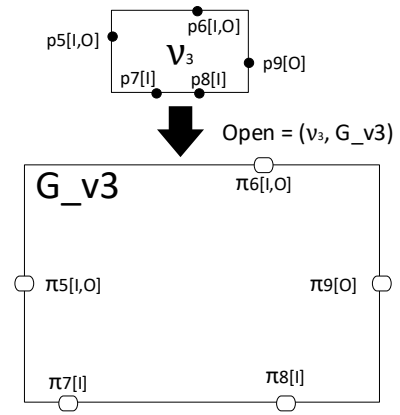 p6[I,O]
p5[I,O]
ν₃
p9[O]
p7[I] p8[I]
Open = (ν₃, G_v3)
G_v3
π6[I,O]
π5[I,O] π9[O]
π7[I] π8[I]